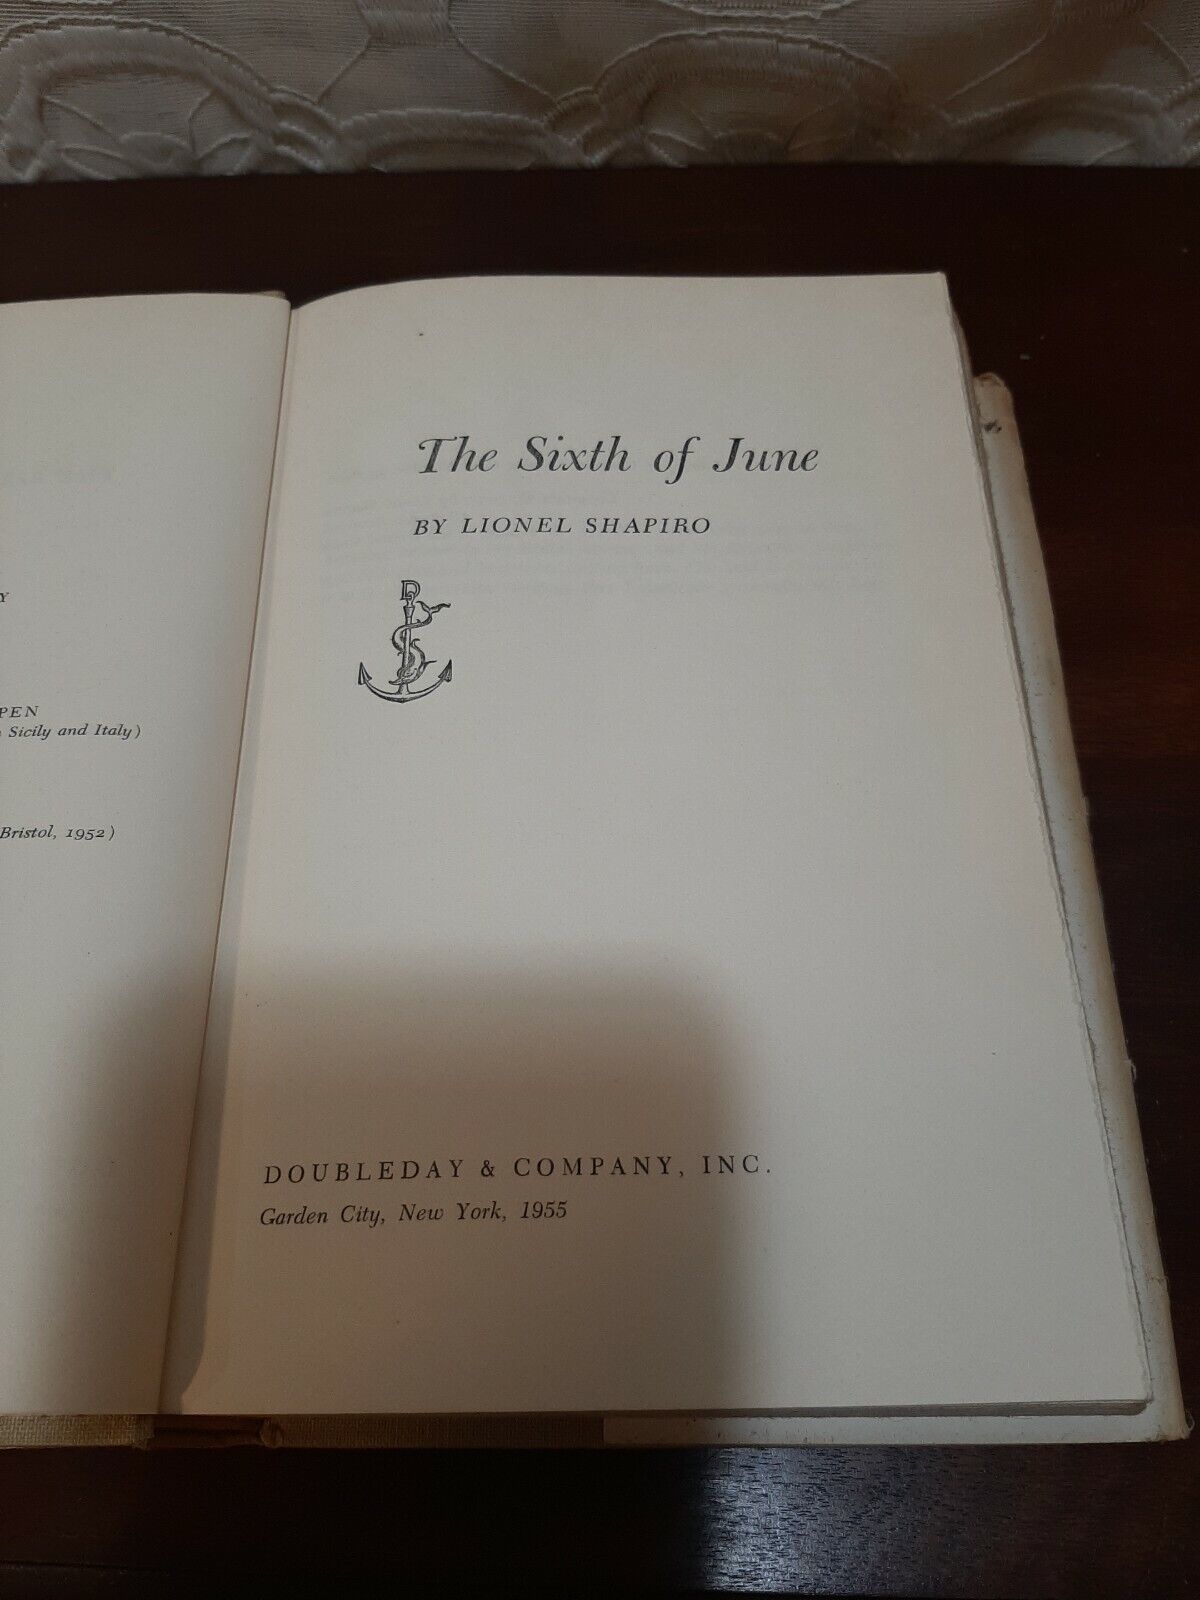 Y
PEN
Sicily and Italy)
Bristol, 1952)
The Sixth of June
BY LIONEL SHAPIRO
D
DOUBLEDAY & COMPANY, INC.
Garden City, New York, 1955